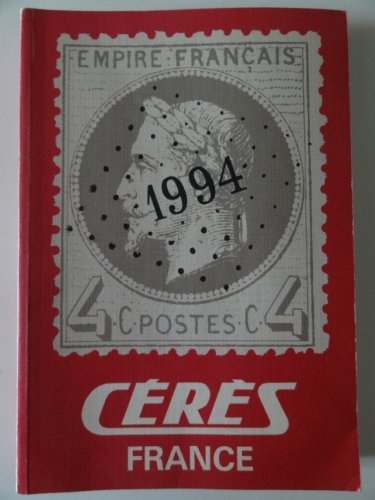 EMPIRE FRANÇAIS
1994
4 ·C·POSTES·C· 4
CÉRÈS
FRANCE